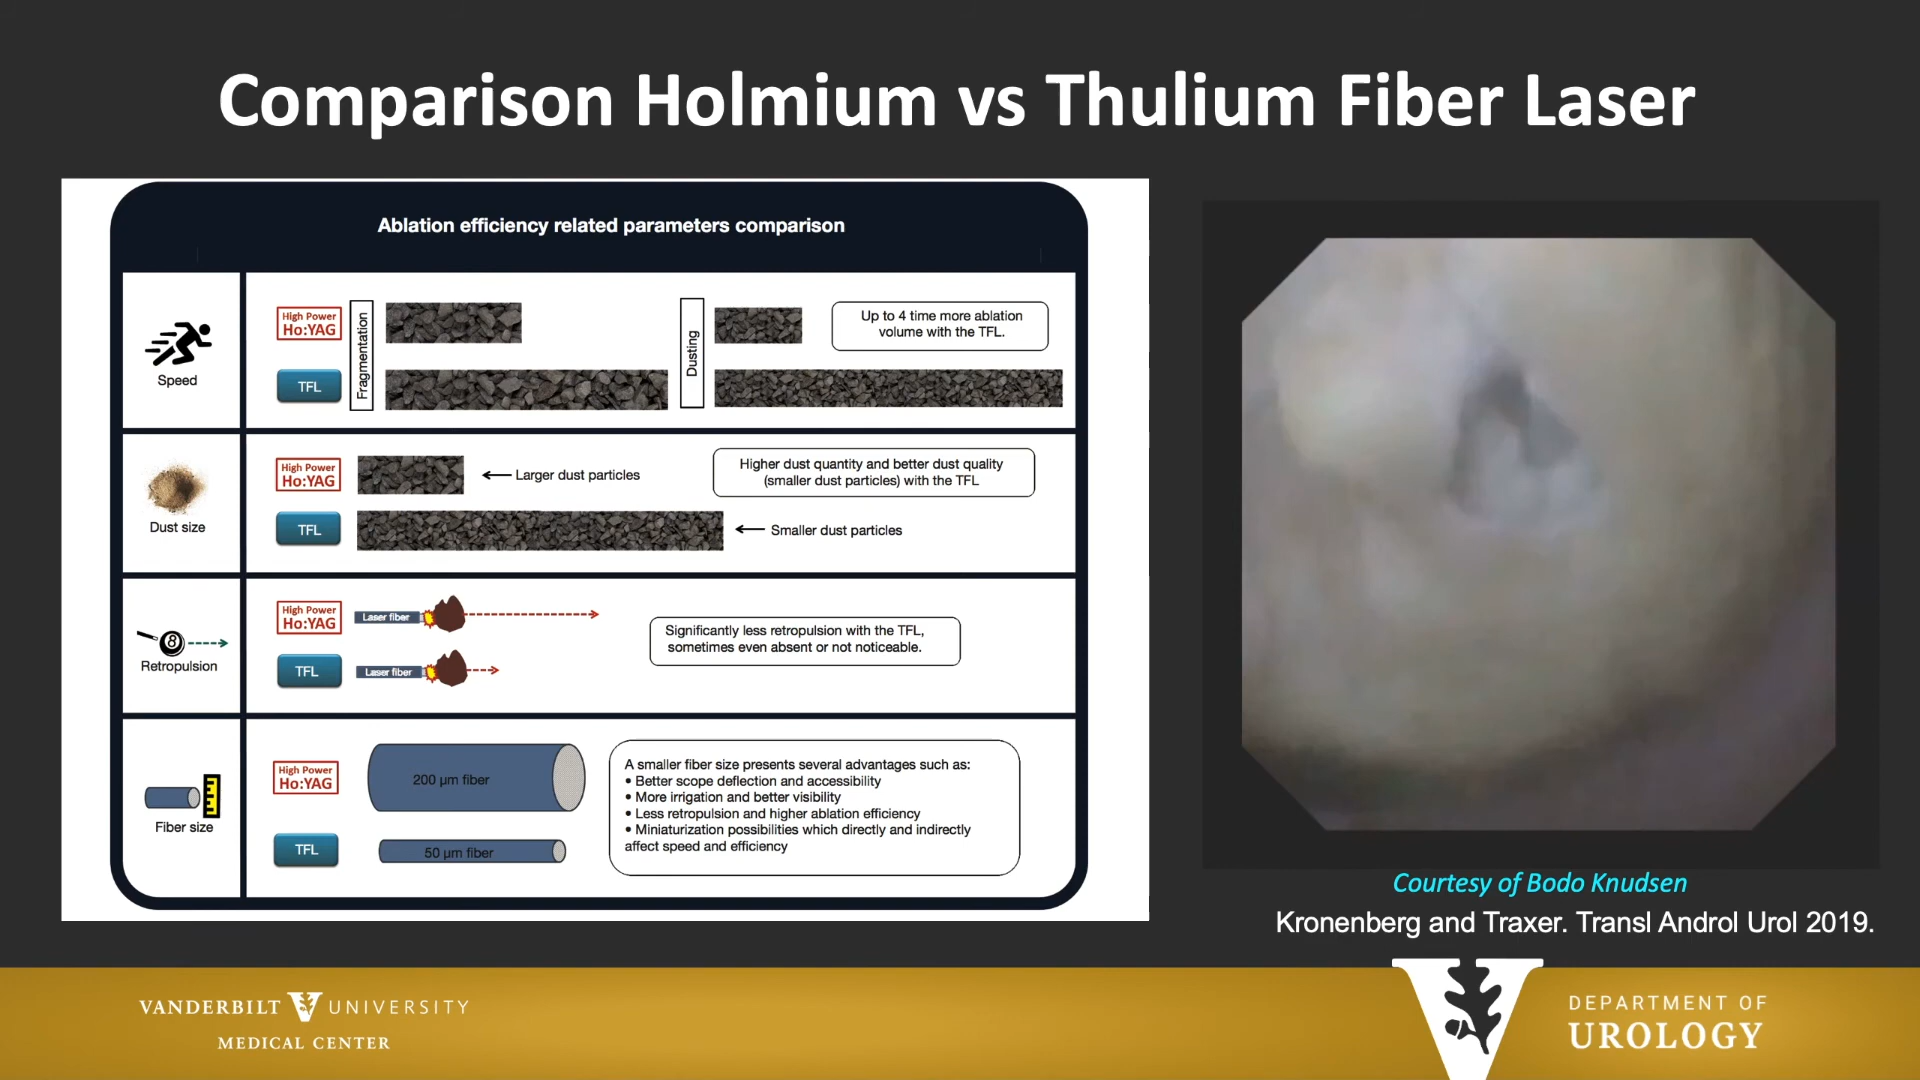 Comparison Holmium vs Thulium Fiber Laser
Ablation efficiency related parameters comparison
Speed
High Power
Ho:YAG
TFL
Fragmentation
Dusting
Up to 4 time more ablation
volume with the TFL.
Dust size
High Power
Ho:YAG
Larger dust particles
TFL
Smaller dust particles
Higher dust quantity and better dust quality
(smaller dust particles) with the TFL
Retropulsion
8
High Power
Ho:YAG
Laser fiber
TFL
Laser fiber
Significantly less retropulsion with the TFL,
sometimes even absent or not noticeable.
Fiber size
High Power
Ho:YAG
200 µm fiber
TFL
50 µm fiber
A smaller fiber size presents several advantages such as:
• Better scope deflection and accessibility
• More irrigation and better visibility
• Less retropulsion and higher ablation efficiency
• Miniaturization possibilities which directly and indirectly
affect speed and efficiency
Courtesy of Bodo Knudsen
Kronenberg and Traxer. Transl Androl Urol 2019.
VANDERBILT V UNIVERSITY
MEDICAL CENTER
V
DEPARTMENT OF
UROLOGY